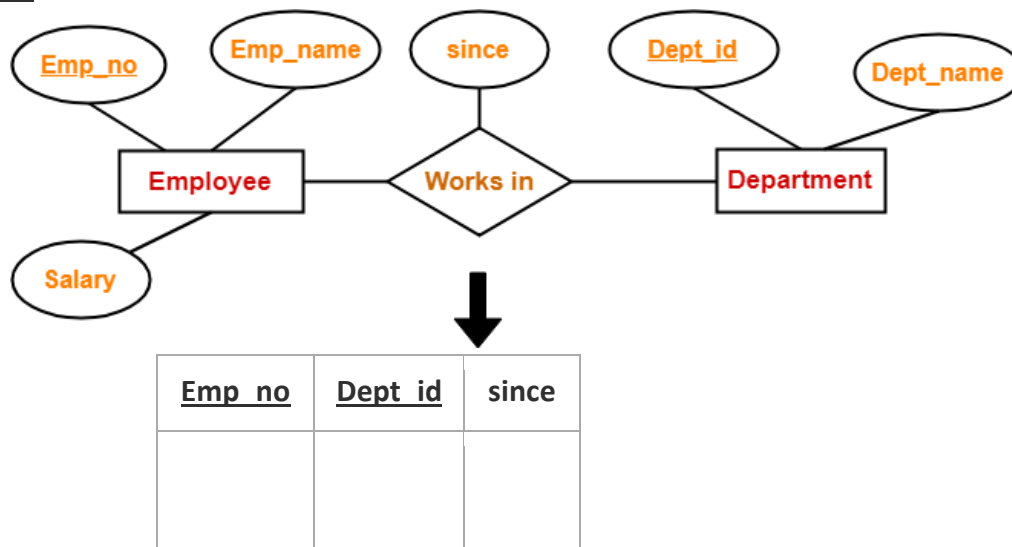 Emp_no
Emp_name
since
Dept_id
Dept_name
Employee
Works in
Department
Salary
Emp_no Dept_id since